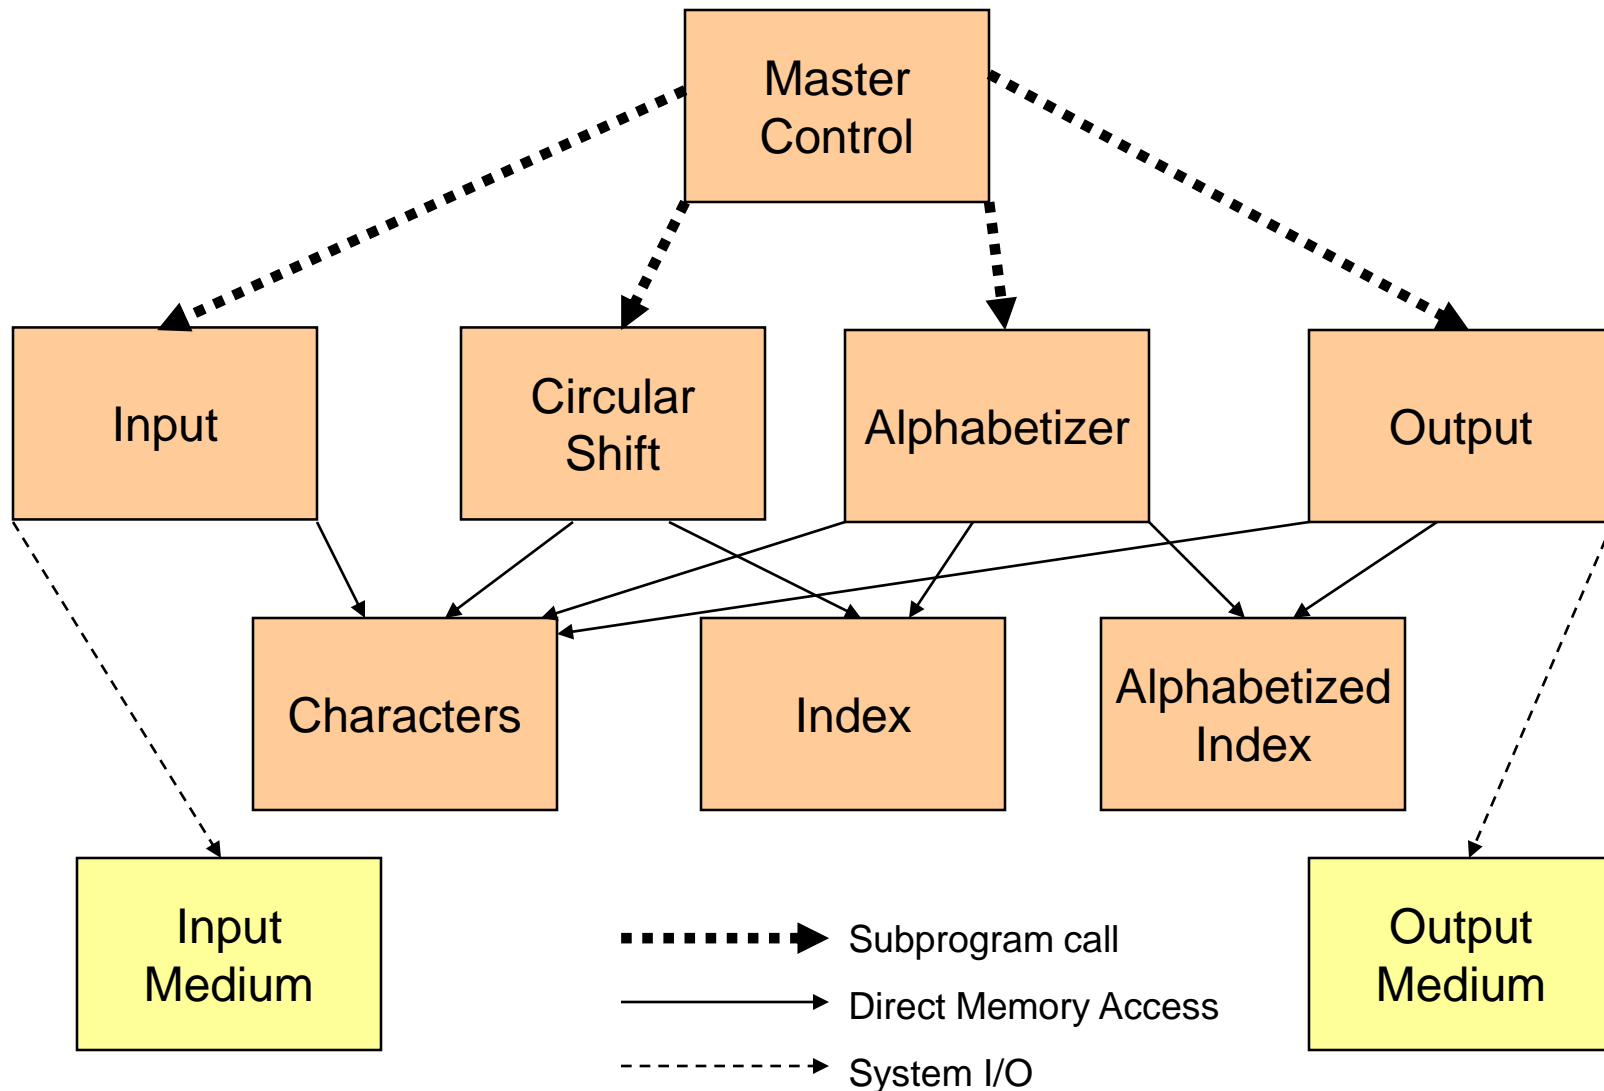 Master
Control
Input
Circular
Shift
Alphabetizer
Output
Characters
Index
Alphabetized
Index
Input
Medium
Output
Medium
Subprogram call
Direct Memory Access
System I/O